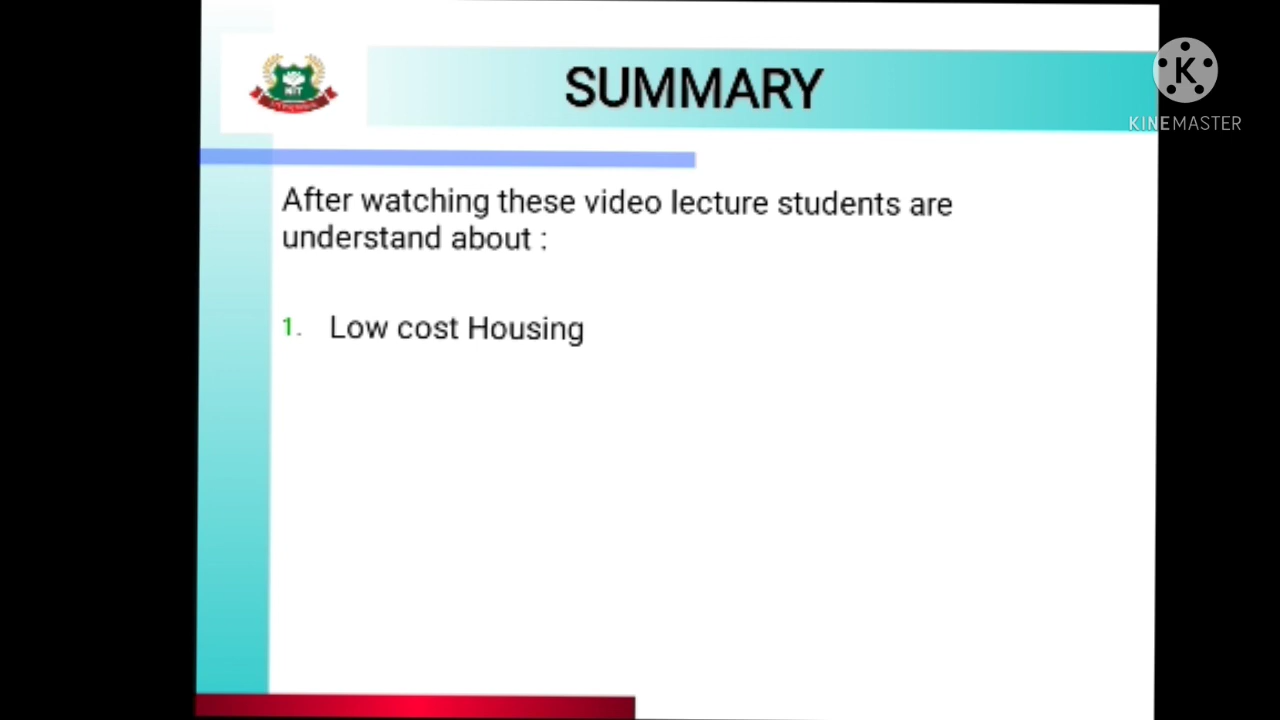 SUMMARY
K
KINEMASTER
After watching these video lecture students are
understand about :
1. Low cost Housing